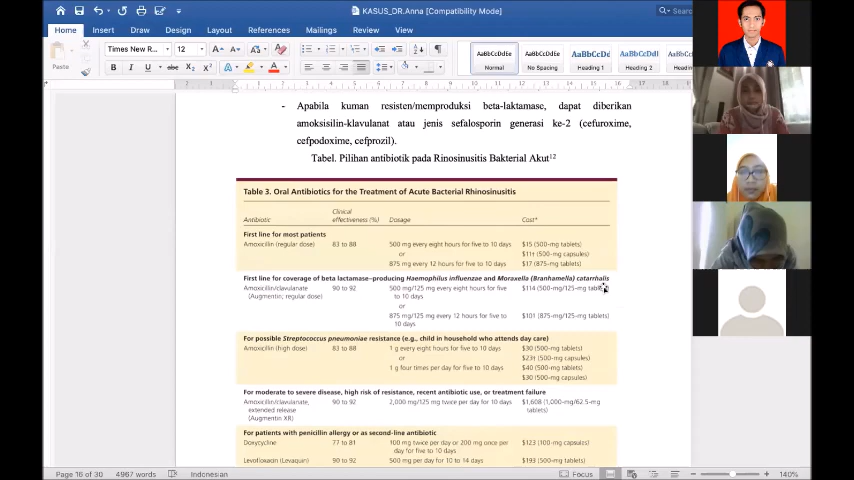 KASUS_DR.Anna [Compatibility Mode]
Home Insert Draw Design Layout References Mailings Review View
Paste
Times New R... 12
AaBbCcDd AaBbCcDd AaBbCcDd AaBbCcDd
Normal No Spacing Heading 1 Heading 2
- Apabila kuman resisten/memproduksi beta-laktamase, dapat diberikan
amoksisilin-klavulanat atau jenis sefalosporin generasi ke-2 (cefuroxime,
cefpodoxime, cefprozil).
Tabel. Pilihan antibiotik pada Rinosinusitis Bakterial Akut12
Table 3. Oral Antibiotics for the Treatment of Acute Bacterial Rhinosinusitis
Clinical
Antibiotic effectiveness (%) Dosage Cost*
First line for most patients
Amoxicillin (regular dose) 83 to 88 500 mg every eight hours for five to 10 days $15 (500-mg tablets)
or $11† (500-mg capsules)
875 mg every 12 hours for five to 10 days $17 (875-mg tablets)
First line for coverage of beta lactamase–producing Haemophilus influenzae and Moraxella (Branhamella) catarrhalis
Amoxicillin/clavulanate 90 to 92 500 mg/125 mg every eight hours for five $114 (500-mg/125-mg tablets)
(Augmentin; regular dose) to 10 days
or
875 mg/125 mg every 12 hours for five to $101 (875-mg/125-mg tablets)
10 days
For possible Streptococcus pneumoniae resistance (e.g., child in household who attends day care)
Amoxicillin (high dose) 83 to 88 1 g every eight hours for five to 10 days $30 (500-mg tablets)
or $23† (500-mg capsules)
1 g four times per day for five to 10 days $40 (500-mg tablets)
$30 (500-mg capsules)
For moderate to severe disease, high risk of resistance, recent antibiotic use, or treatment failure
Amoxicillin/clavulanate, 90 to 92 2,000 mg/125 mg twice per day for 10 days $1,608 (1,000-mg/62.5-mg
extended release tablets)
(Augmentin XR)
For patients with penicillin allergy or as second-line antibiotic
Doxycycline 77 to 81 100 mg twice per day or 200 mg once per $123 (100-mg capsules)
day for five to 10 days
Levofloxacin (Levaquin) 90 to 92 500 mg per day for 10 to 14 days $193 (500-mg tablets)
Page 16 of 30 4967 words Indonesian Focus 140%